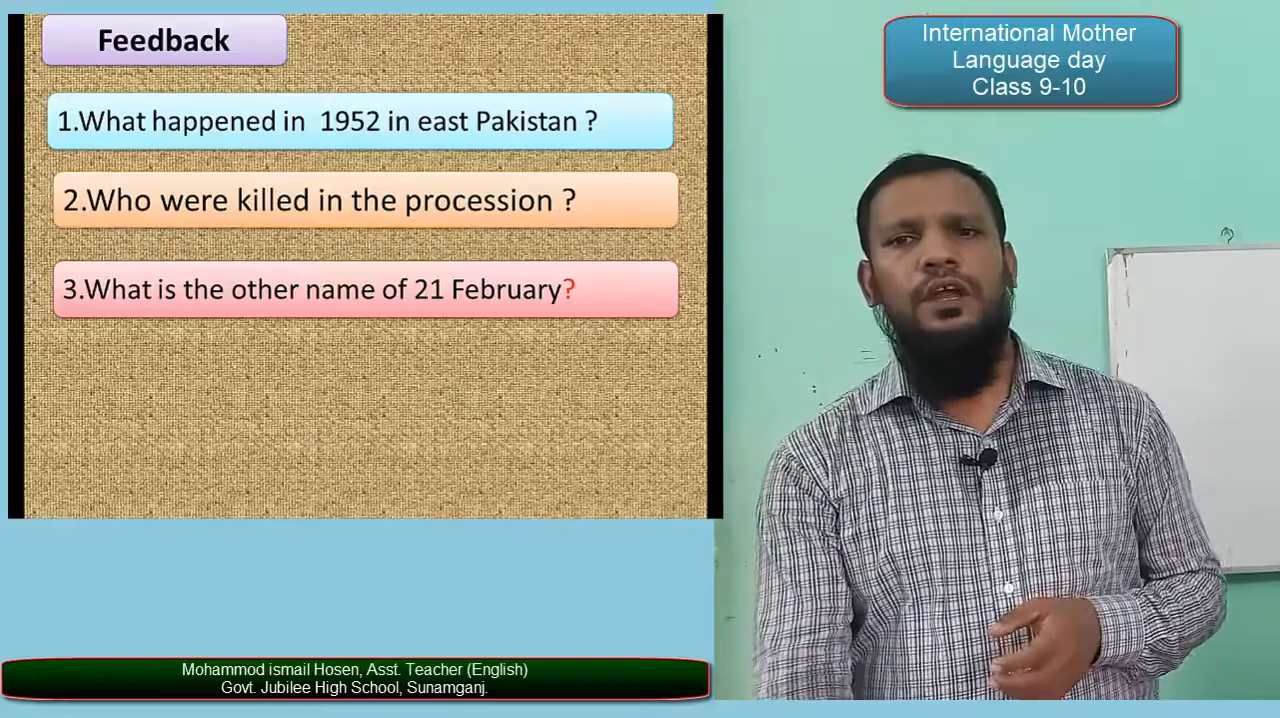 Feedback
1.What happened in 1952 in east Pakistan ?
2.Who were killed in the procession ?
3.What is the other name of 21 February?
International Mother
Language day
Class 9-10
Mohammod ismail Hosen, Asst. Teacher (English)
Govt. Jubilee High School, Sunamganj.